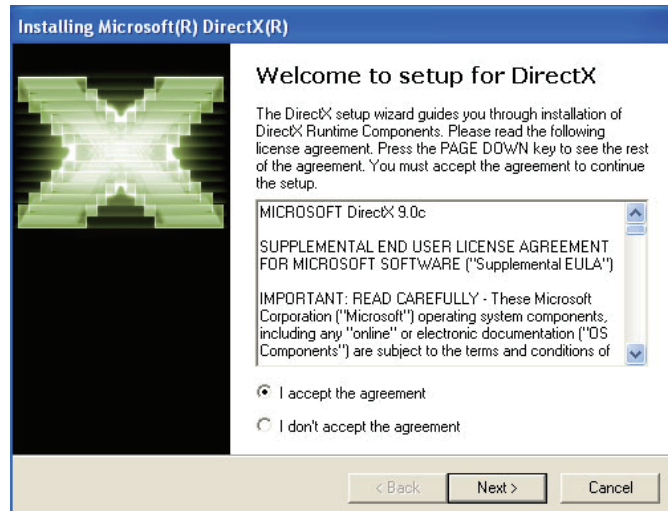 Installing Microsoft(R) DirectX(R)
Welcome to setup for DirectX
The DirectX setup wizard guides you through installation of
DirectX Runtime Components. Please read the following
license agreement. Press the PAGE DOWN key to see the rest
of the agreement. You must accept the agreement to continue
the setup.
MICROSOFT DirectX 9.0c
SUPPLEMENTAL END USER LICENSE AGREEMENT
FOR MICROSOFT SOFTWARE ("Supplemental EULA")
IMPORTANT: READ CAREFULLY - These Microsoft
Corporation ("Microsoft") operating system components,
including any "online" or electronic documentation ("OS
Components") are subject to the terms and conditions of
I accept the agreement
I don't accept the agreement
< Back
Next >
Cancel